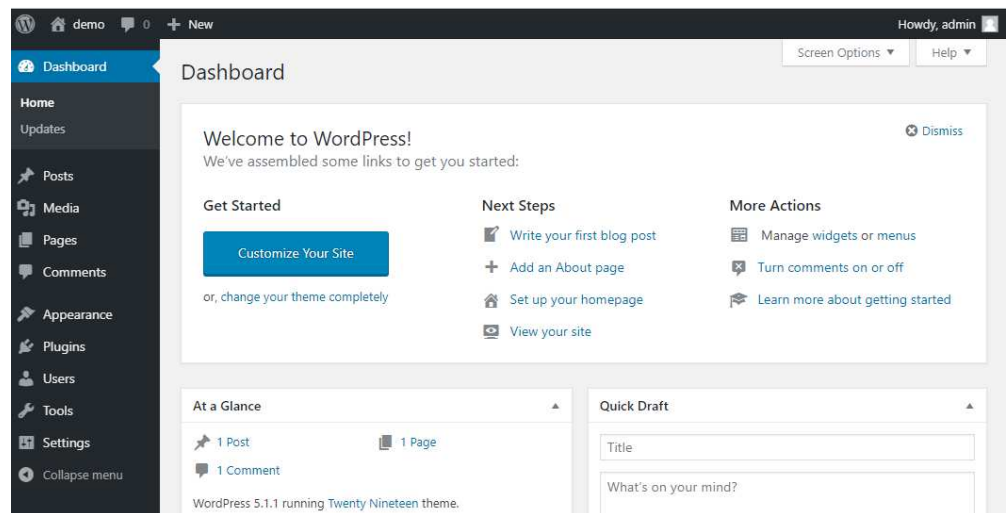 demo 0 New Howdy, admin
Screen Options Help
Dashboard
Home
Updates
Posts
Media
Pages
Comments
Appearance
Plugins
Users
Tools
Settings
Collapse menu
Dashboard
Welcome to WordPress!
We've assembled some links to get you started:
Dismiss
Get Started
Customize Your Site
or, change your theme completely
Next Steps
Write your first blog post
Add an About page
Set up your homepage
View your site
More Actions
Manage widgets or menus
Turn comments on or off
Learn more about getting started
At a Glance
1 Post
1 Page
1 Comment
WordPress 5.1.1 running Twenty Nineteen theme.
Quick Draft
Title
What's on your mind?